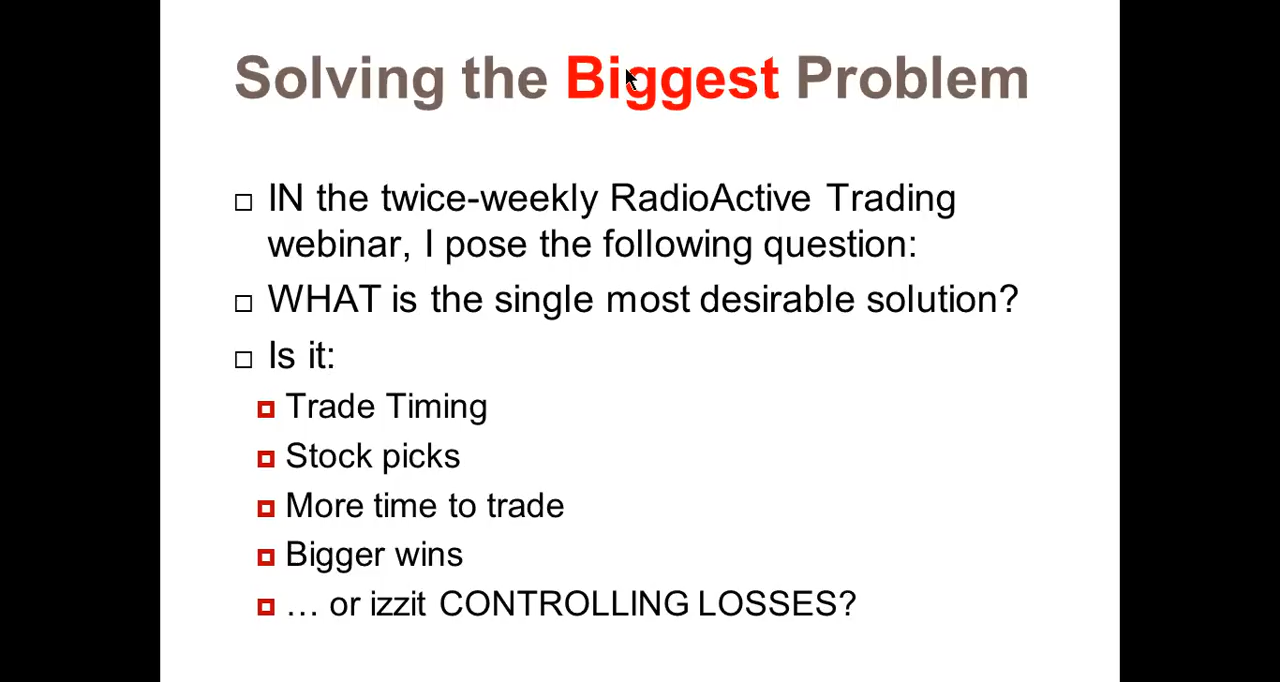 Solving the Biggest Problem
IN the twice-weekly RadioActive Trading
webinar, I pose the following question:
WHAT is the single most desirable solution?
Is it:
Trade Timing
Stock picks
More time to trade
Bigger wins
… or izzit CONTROLLING LOSSES?